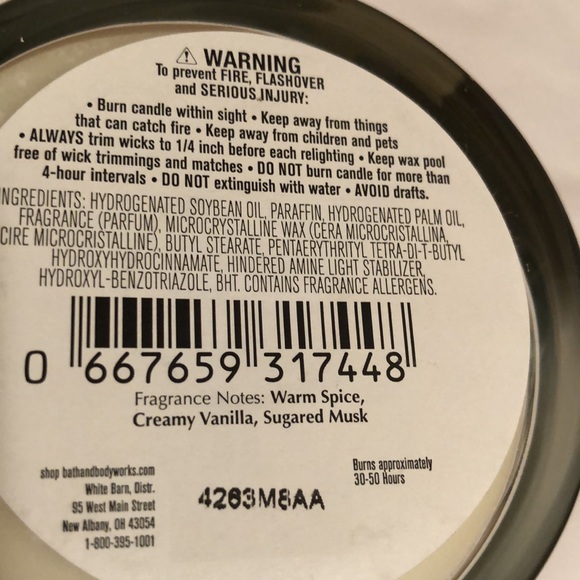 ⚠ WARNING
To prevent FIRE, FLASHOVER
and SERIOUS INJURY:
• Burn candle within sight • Keep away from things
that can catch fire • Keep away from children and pets
• ALWAYS trim wicks to 1/4 inch before each relighting • Keep wax pool
free of wick trimmings and matches • DO NOT burn candle for more than
4-hour intervals • DO NOT extinguish with water • AVOID drafts.
INGREDIENTS: HYDROGENATED SOYBEAN OIL, PARAFFIN, HYDROGENATED PALM OIL,
FRAGRANCE (PARFUM), MICROCRYSTALLINE WAX (CERA MICROCRISTALLINA,
CIRE MICROCRISTALLINE), BUTYL STEARATE, PENTAERYTHRITYL TETRA-DI-T-BUTYL
HYDROXYHYDROCINNAMATE, HINDERED AMINE LIGHT STABILIZER,
HYDROXYL-BENZOTRIAZOLE, BHT. CONTAINS FRAGRANCE ALLERGENS.
0 667659 317448
Fragrance Notes: Warm Spice,
Creamy Vanilla, Sugared Musk
shop bathandbodyworks.com
White Barn, Distr.
95 West Main Street
New Albany, OH 43054
1-800-395-1001
4263M8AA
Burns approximately
30-50 Hours